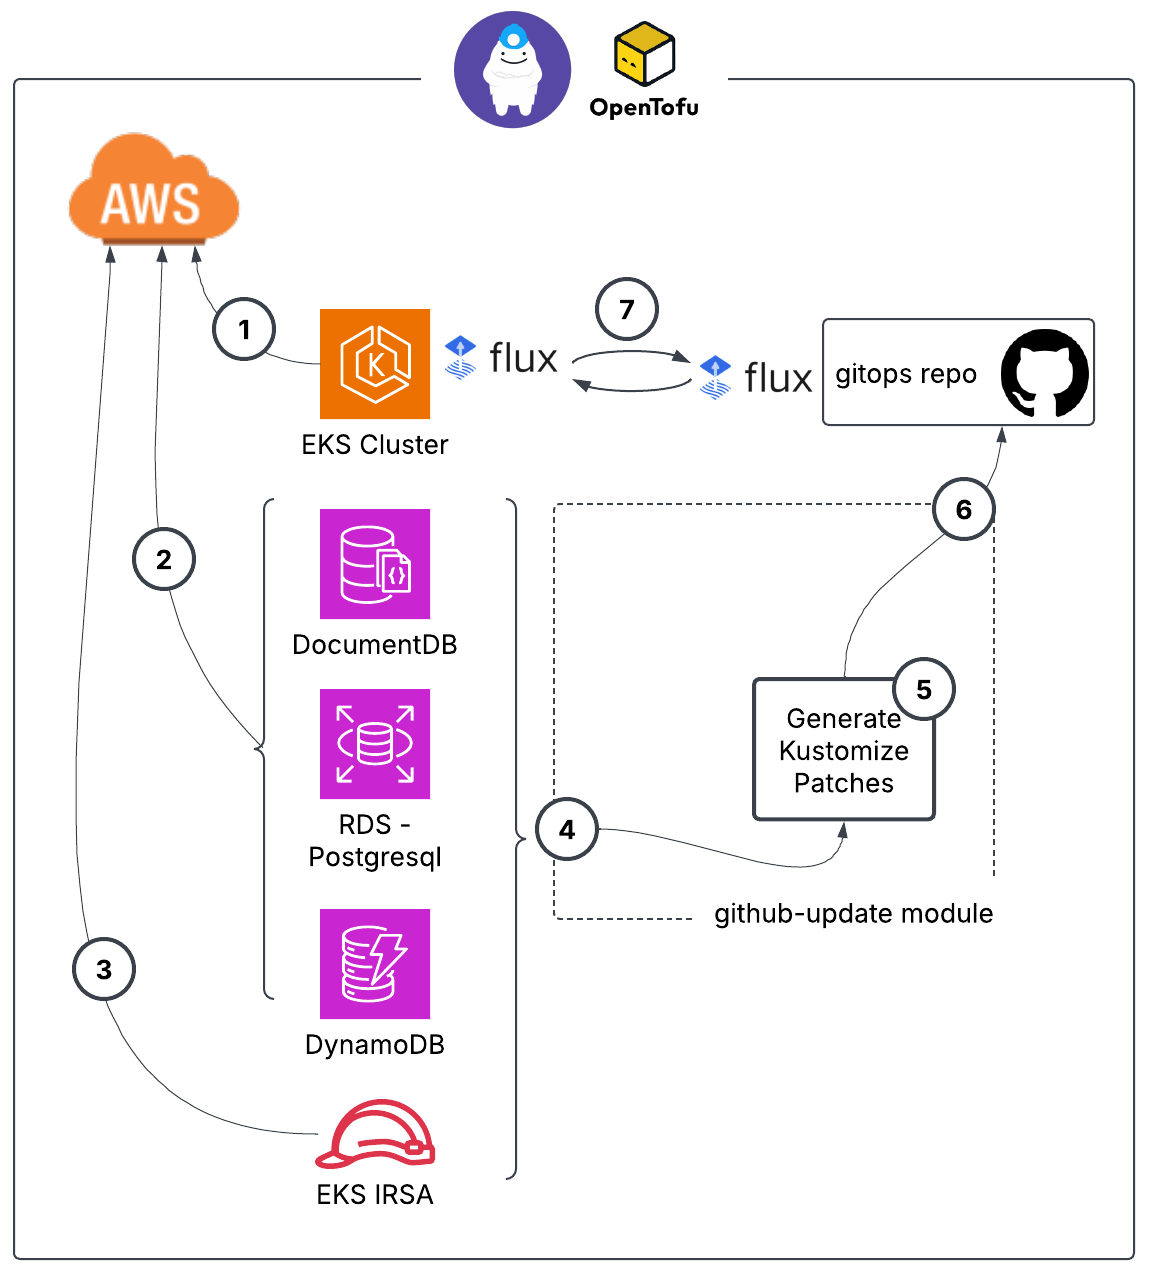 OpenTofu
AWS
1
7
K
flux
flux
gitops repo
EKS Cluster
6
2
DocumentDB
5
Generate
Kustomize
Patches
RDS -
Postgresql
4
github-update module
3
DynamoDB
EKS IRSA